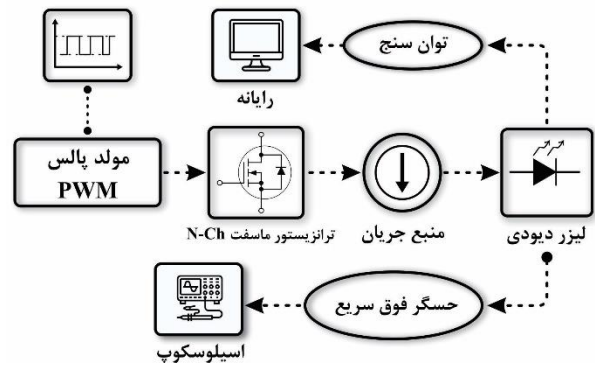 توان سنج
رایانه
مولد پالس
PWM
ترانزیستور ماسفت N-Ch
منبع جریان
لیزر دیودی
حسگر فوق سریع
اسیلوسکوپ